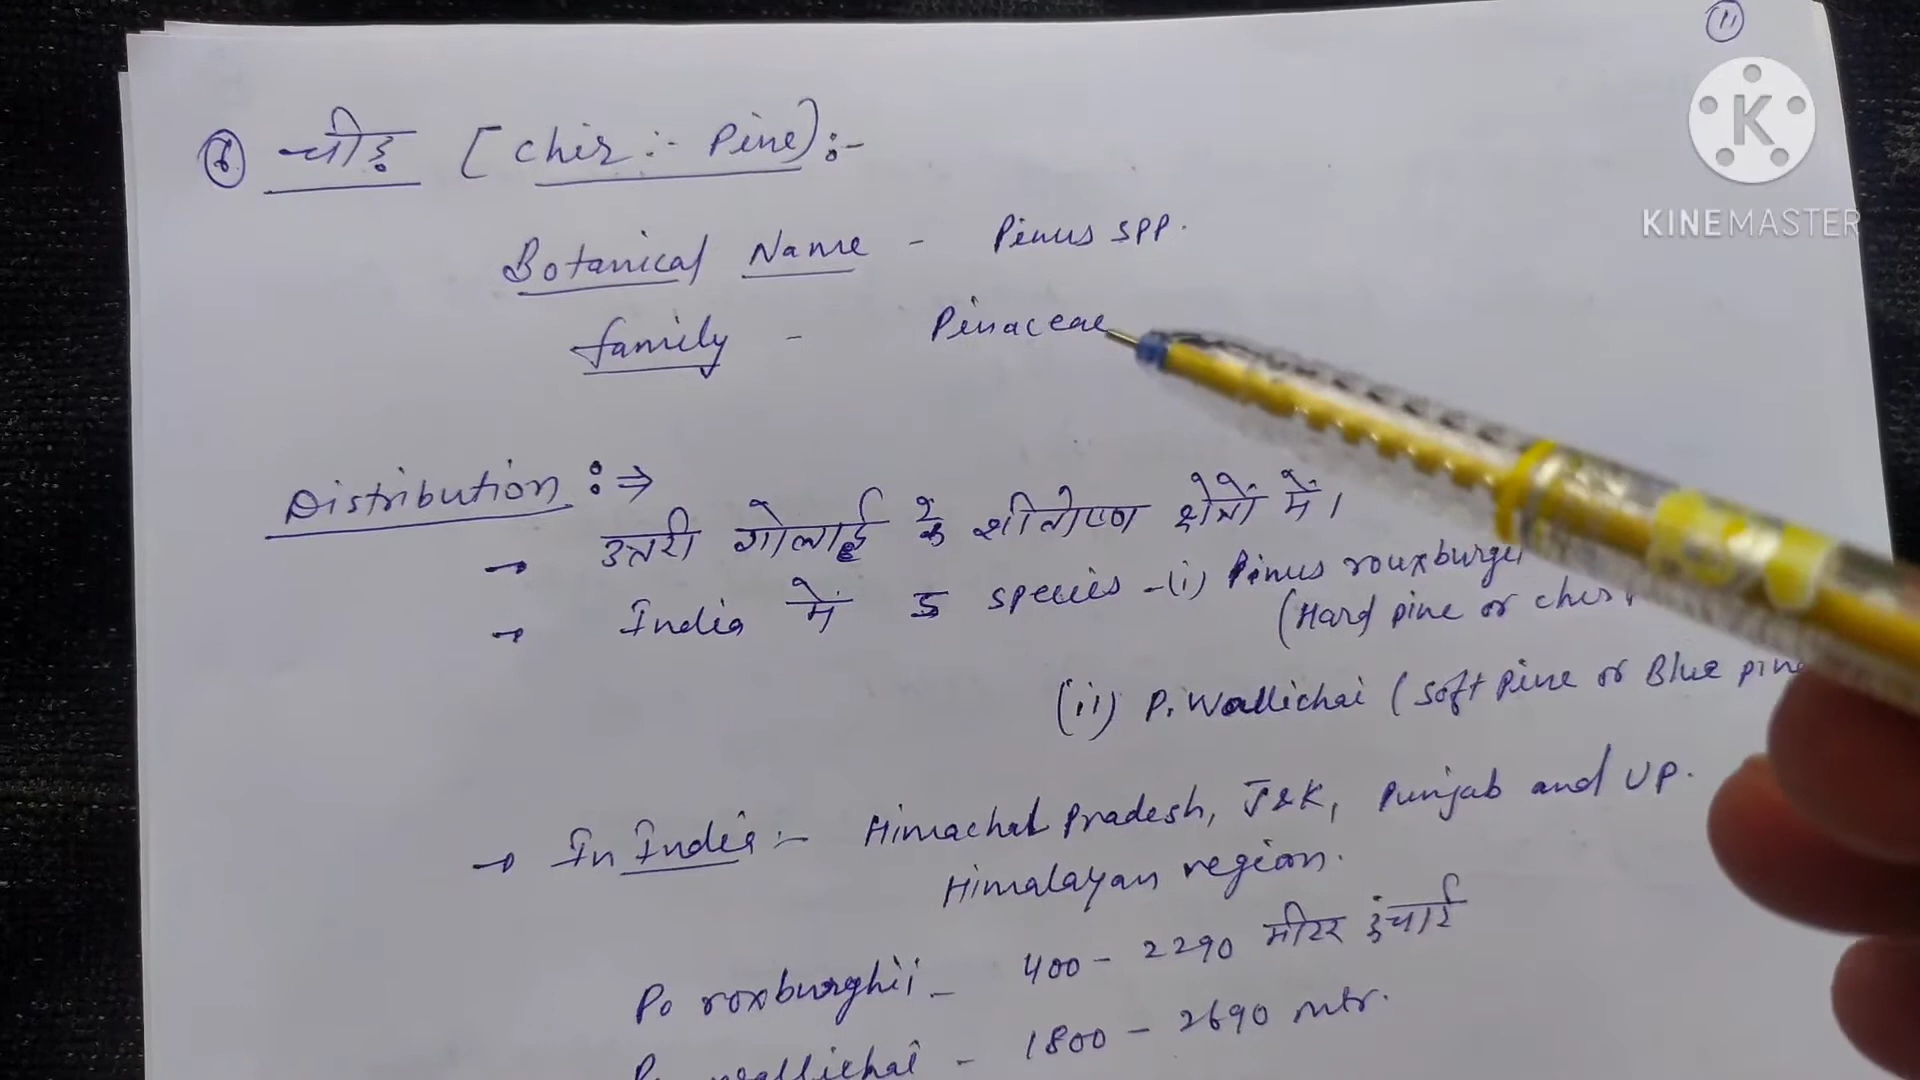 11
KINEMASTER
⑥ चीड़ [Chir :- Pine) :-
Botanical Name - Pinus spp.
family - Pinaceae
Distribution :⇒
→ उत्तरी गोलार्द्ध के शीतोष्ण क्षेत्रों में।
→ India में 5 species - (i) Pinus rouxburgi
(Hard pine or chir
(ii) P. Wallichai (Soft Pine or Blue pine
→ In India :- Himachal Pradesh, J&K, Punjab and UP.
Himalayan region.
Po roxburghii - 400 - 2290 मीटर ऊंचाई
P. wallichai - 1800 - 2690 mtr.